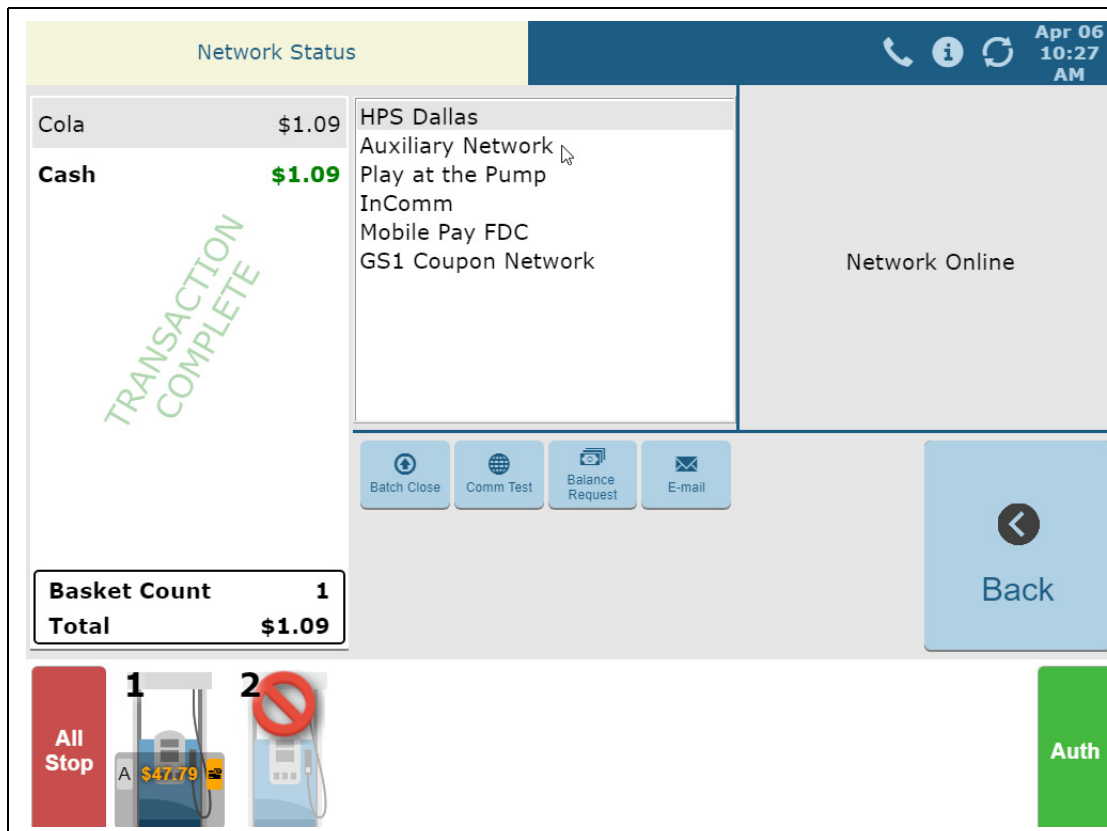 Network Status
Apr 06
10:27
AM
Cola $1.09
Cash $1.09
TRANSACTION
COMPLETE
Basket Count 1
Total $1.09
HPS Dallas
Auxiliary Network
Play at the Pump
InComm
Mobile Pay FDC
GS1 Coupon Network
Network Online
Batch Close
Comm Test
Balance
Request
E-mail
Back
All
Stop
1
A $47.79
2
Auth